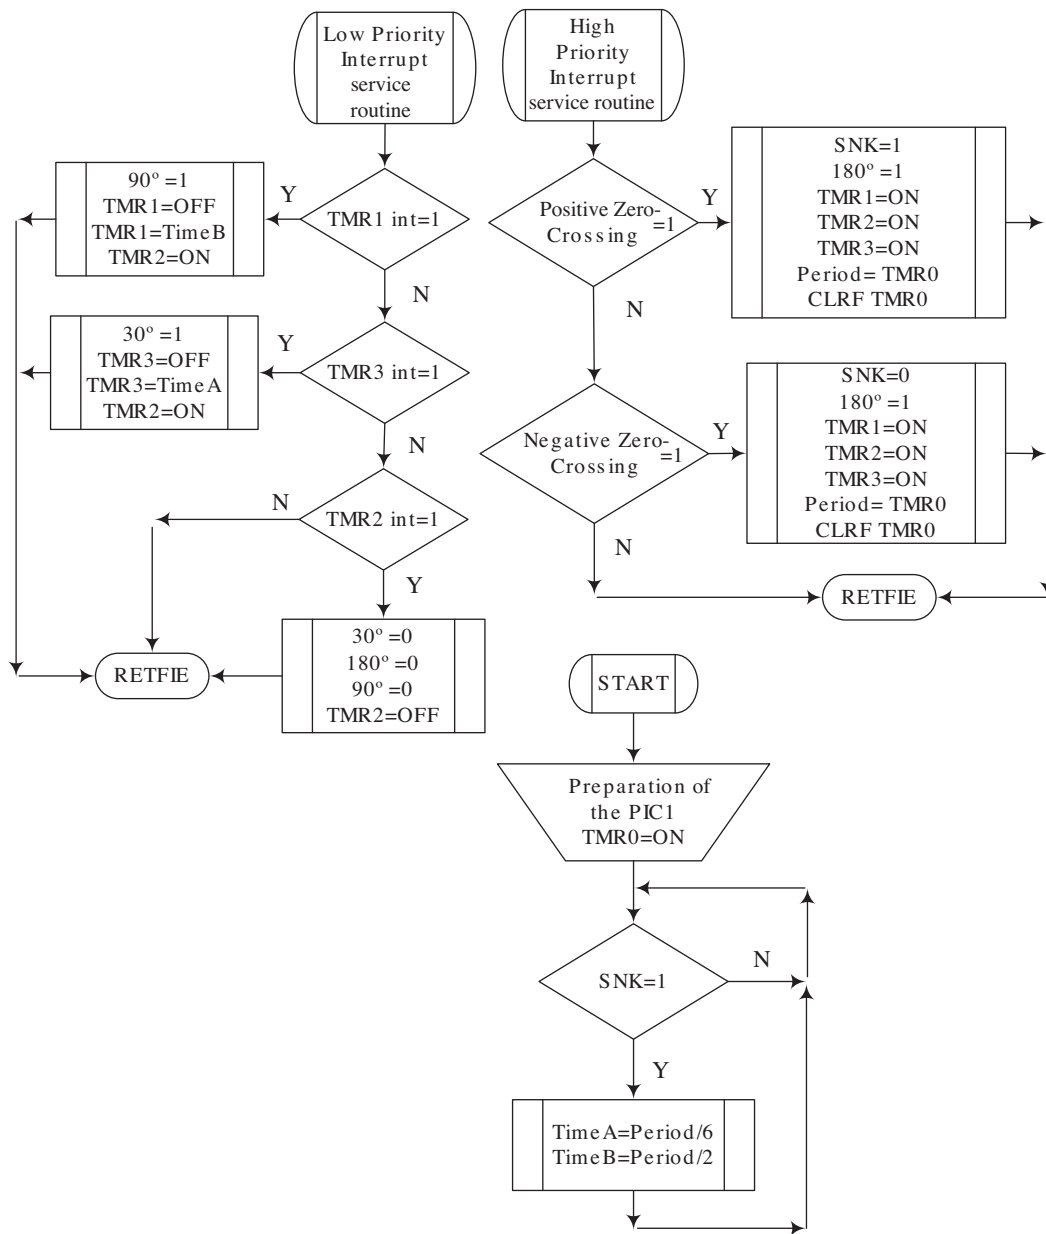 Low Priority
Interrupt
service
routine
TMR1 int=1
Y
90º =1
TMR1=OFF
TMR1=TimeB
TMR2=ON
N
TMR3 int=1
Y
30º =1
TMR3=OFF
TMR3=TimeA
TMR2=ON
N
TMR2 int=1
N
Y
30º =0
180º =0
90º =0
TMR2=OFF
RETFIE
High
Priority
Interrupt
service routine
Positive Zero-
Crossing =1
Y
SNK=1
180º =1
TMR1=ON
TMR2=ON
TMR3=ON
Period= TMR0
CLRF TMR0
N
Negative Zero-
Crossing =1
Y
SNK=0
180º =1
TMR1=ON
TMR2=ON
TMR3=ON
Period= TMR0
CLRF TMR0
N
RETFIE
START
Preparation of
the PIC1
TMR0=ON
SNK=1
N
Y
TimeA=Period/6
TimeB=Period/2